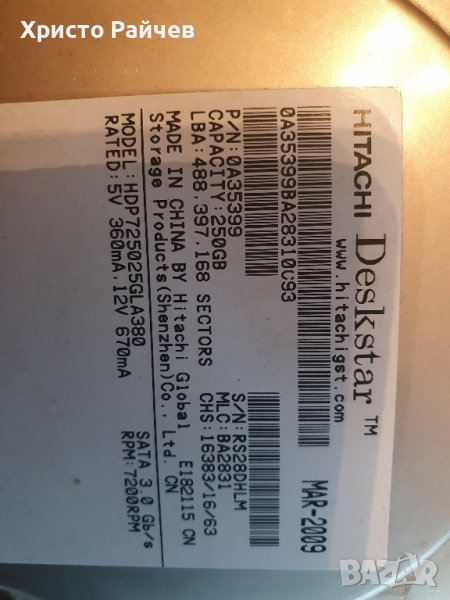 Христо Райчев
HITACHI Deskstar™
www.hitachigst.com
0A35399BA28310C93
MAR-2009
P/N:0A35399 S/N:RS28DHLM
CAPACITY:250GB MLC:BA2831
LBA:488,397,168 SECTORS CHS:16383/16/63
MADE IN CHINA BY Hitachi Global E182115 CN
Storage Products(Shenzhen)Co., Ltd. CN
MODEL:HDP725025GLA380 SATA 3.0 Gb/s
RATED:5V 360mA,12V 670mA RPM:7200RPM
BAZAR